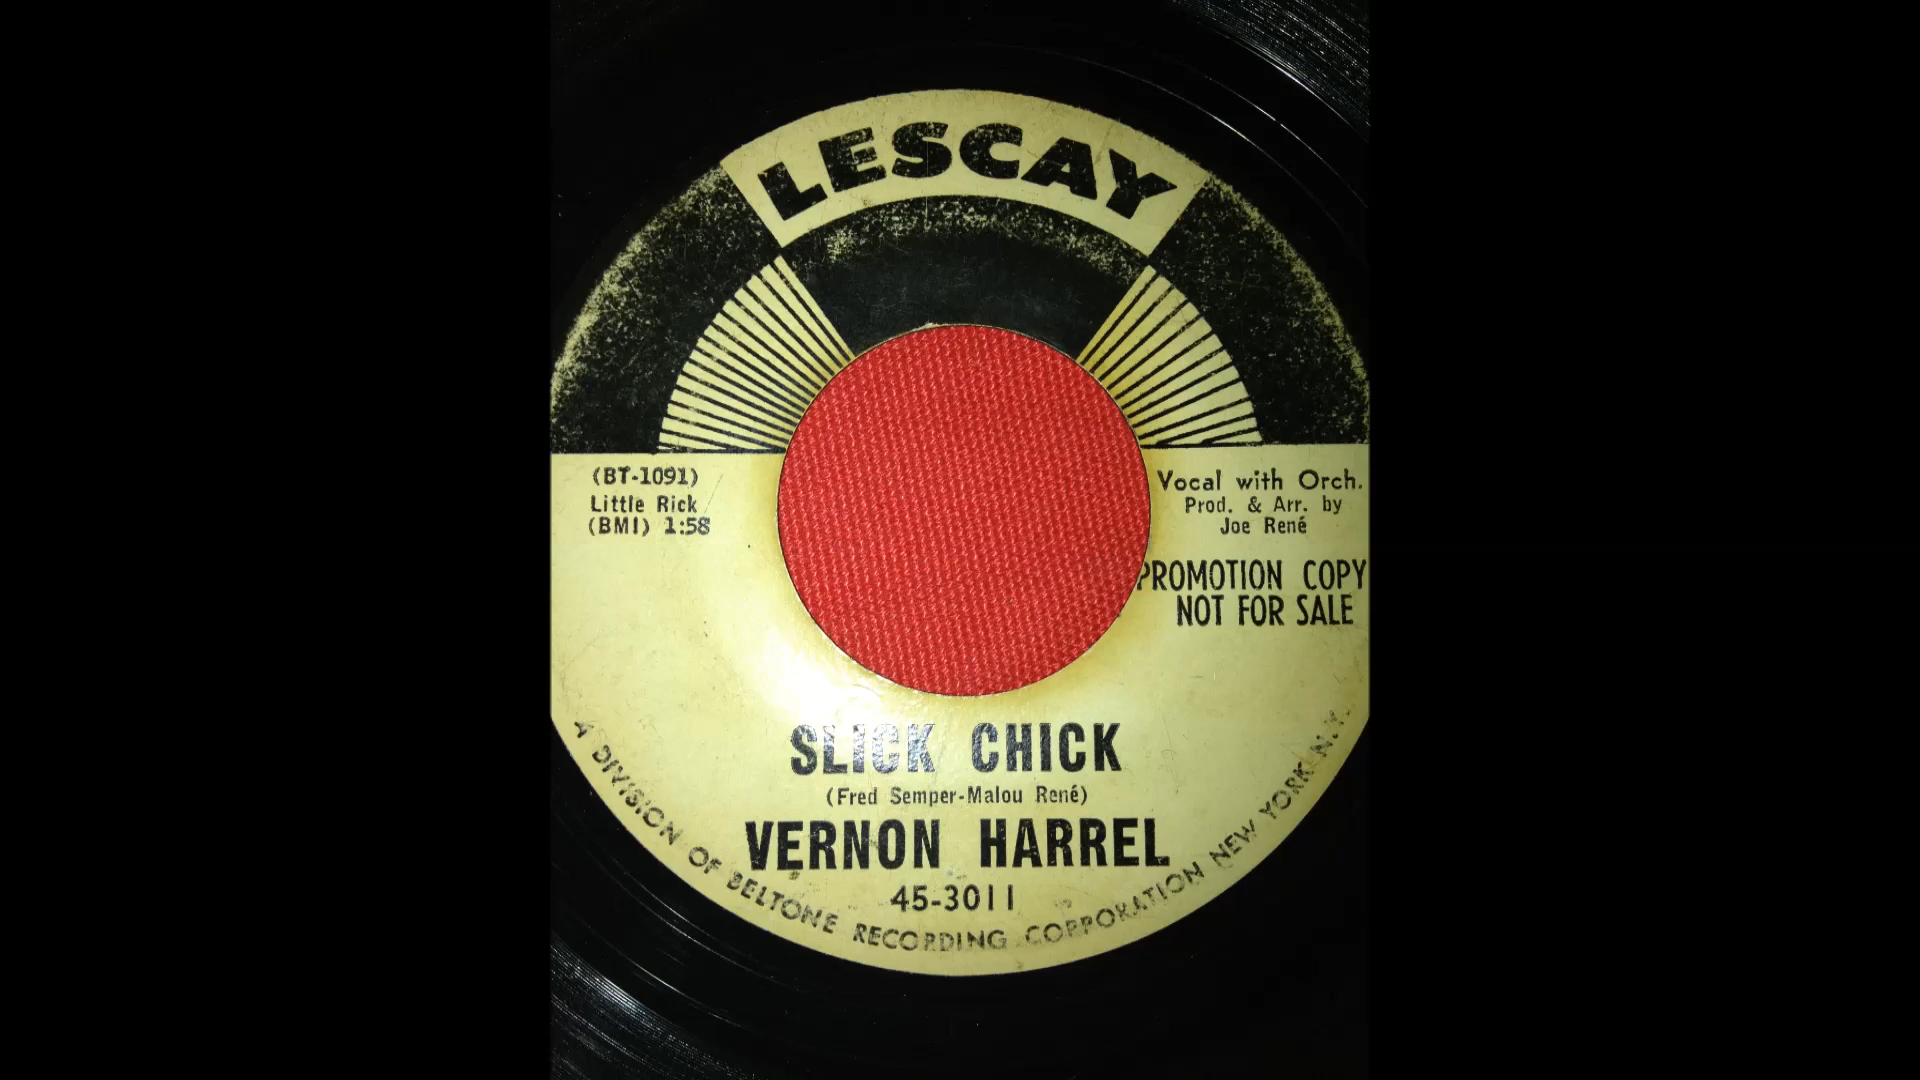 LESCAY
(BT-1091)
Little Rick
(BMI) 1:58
Vocal with Orch.
Prod. & Arr. by
Joe René
PROMOTION COPY
NOT FOR SALE
SLICK CHICK
(Fred Semper-Malou René)
VERNON HARREL
45-3011
A DIVISION OF BELTONE RECORDING CORPORATION NEW YORK N.Y.